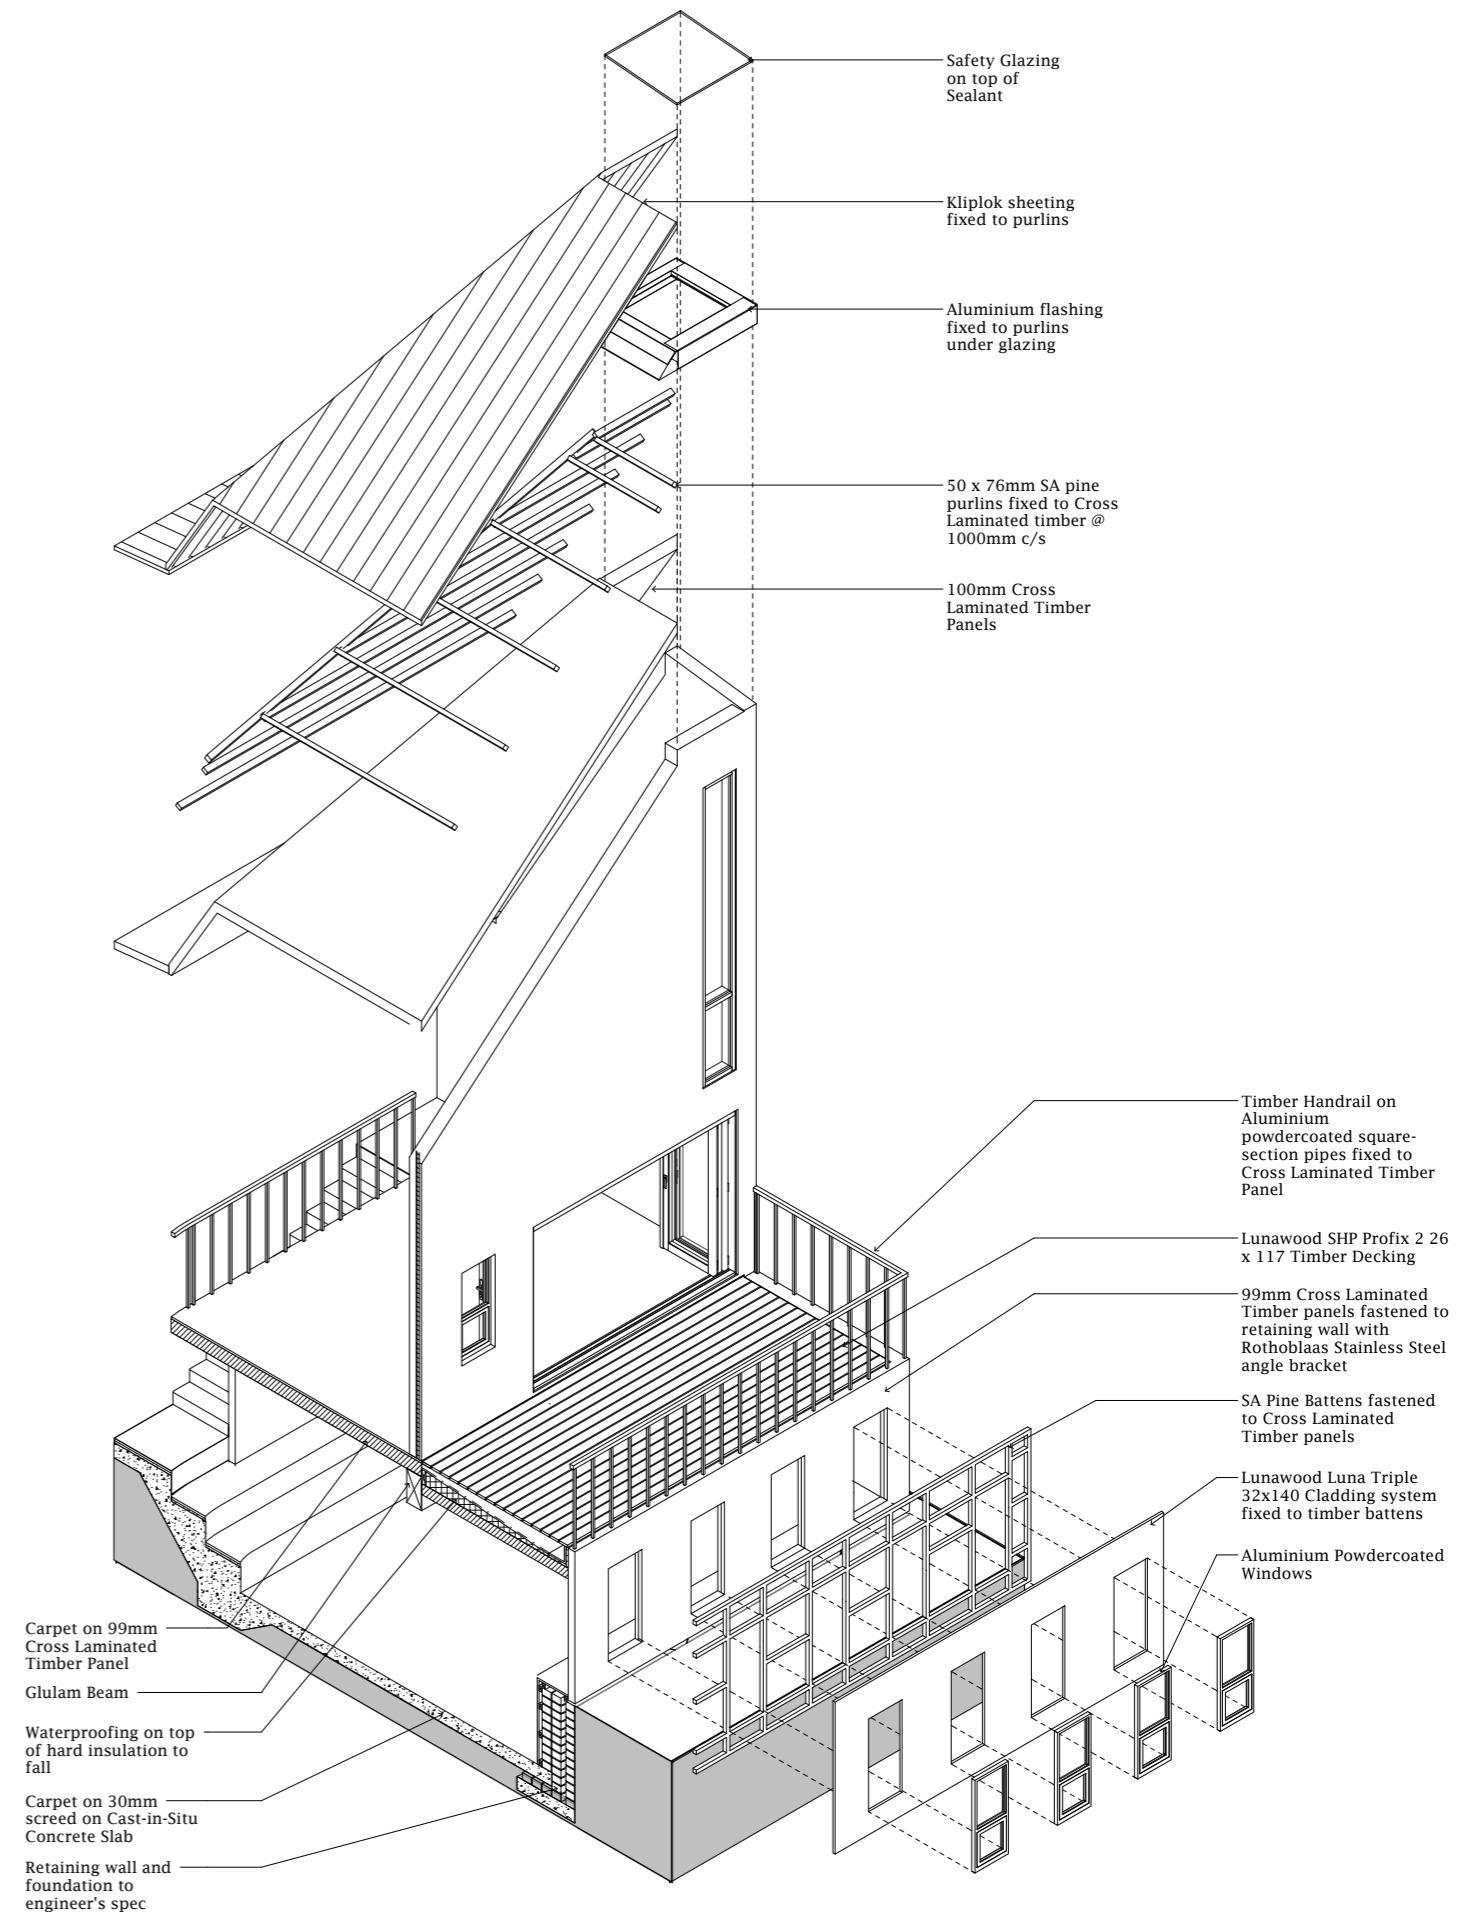 Safety Glazing
on top of
Sealant
Kliplok sheeting
fixed to purlins
Aluminium flashing
fixed to purlins
under glazing
50 x 76mm SA pine
purlins fixed to Cross
Laminated timber @
1000mm c/s
100mm Cross
Laminated Timber
Panels
Timber Handrail on
Aluminium
powdercoated square-
section pipes fixed to
Cross Laminated Timber
Panel
Lunawood SHP Profix 2 26
x 117 Timber Decking
99mm Cross Laminated
Timber panels fastened to
retaining wall with
Rothoblaas Stainless Steel
angle bracket
SA Pine Battens fastened
to Cross Laminated
Timber panels
Lunawood Luna Triple
32x140 Cladding system
fixed to timber battens
Aluminium Powdercoated
Windows
Carpet on 99mm
Cross Laminated
Timber Panel
Glulam Beam
Waterproofing on top
of hard insulation to
fall
Carpet on 30mm
screed on Cast-in-Situ
Concrete Slab
Retaining wall and
foundation to
engineer's spec